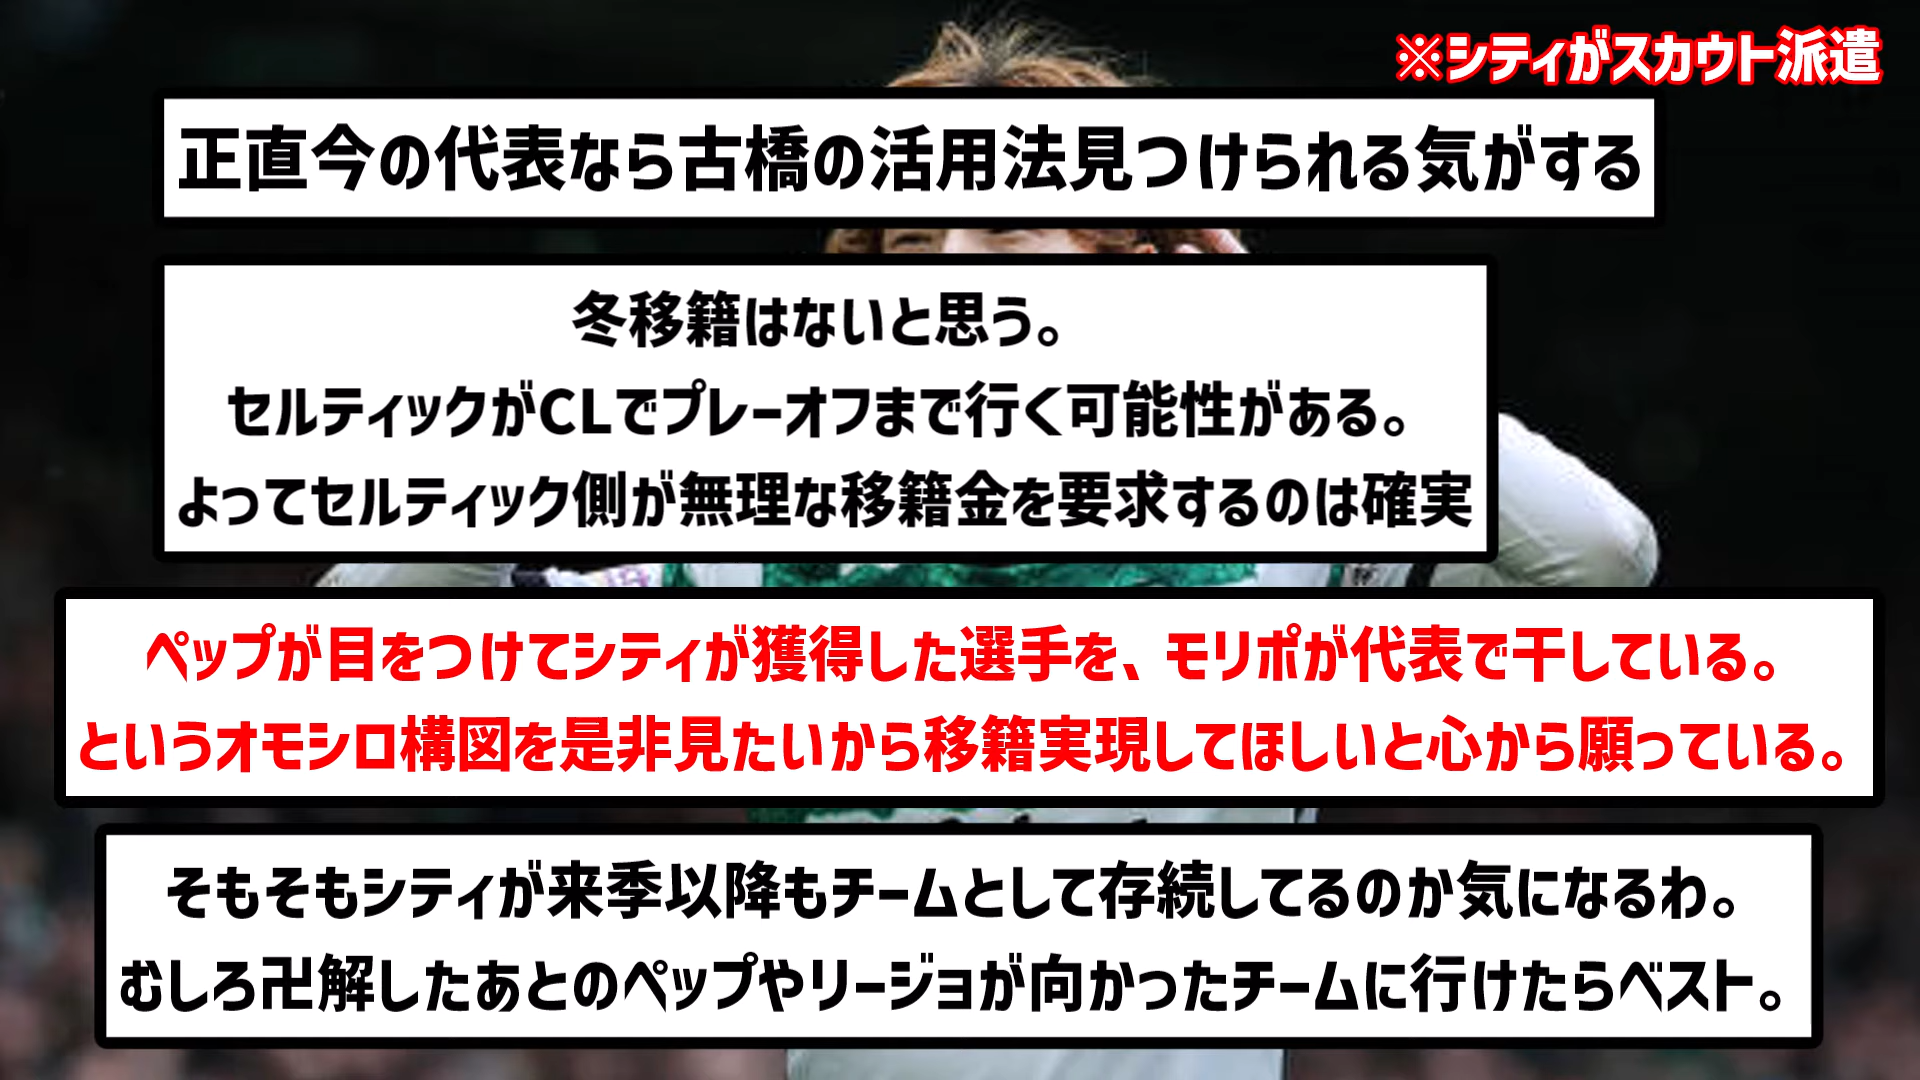 ※シティがスカウト派遣
正直今の代表なら古橋の活用法見つけられる気がする
冬移籍はないと思う。
セルティックがCLでプレーオフまで行く可能性がある。
よってセルティック側が無理な移籍金を要求するのは確実
ペップが目をつけてシティが獲得した選手を、モリポが代表で干している。
というオモシロ構図を是非見たいから移籍実現してほしいと心から願っている。
そもそもシティが来季以降もチームとして存続してるのか気になるわ。
むしろ卍解したあとのペップやリージョが向かったチームに行けたらベスト。